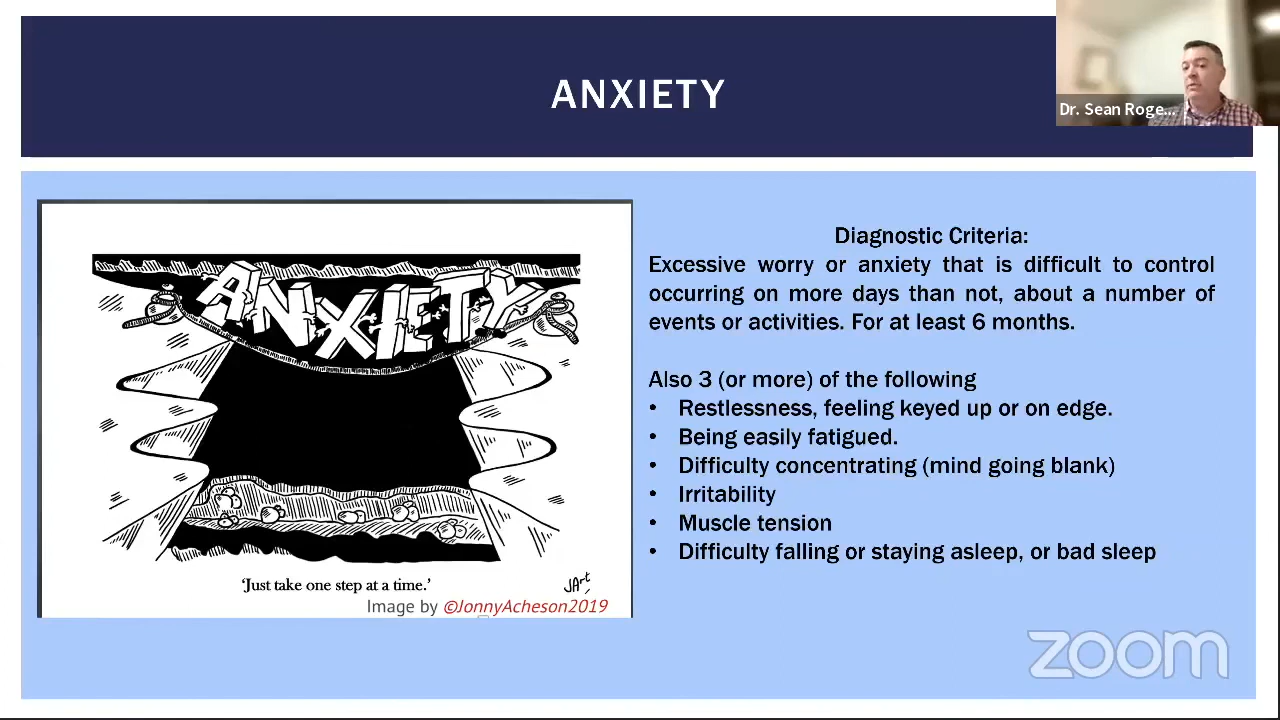 ANXIETY
Dr. Sean Roge...
ANXIETY
'Just take one step at a time.'
JArt
Image by ©JonnyAcheson2019
Diagnostic Criteria:
Excessive worry or anxiety that is difficult to control
occurring on more days than not, about a number of
events or activities. For at least 6 months.
Also 3 (or more) of the following
• Restlessness, feeling keyed up or on edge.
• Being easily fatigued.
• Difficulty concentrating (mind going blank)
• Irritability
• Muscle tension
• Difficulty falling or staying asleep, or bad sleep
zoom